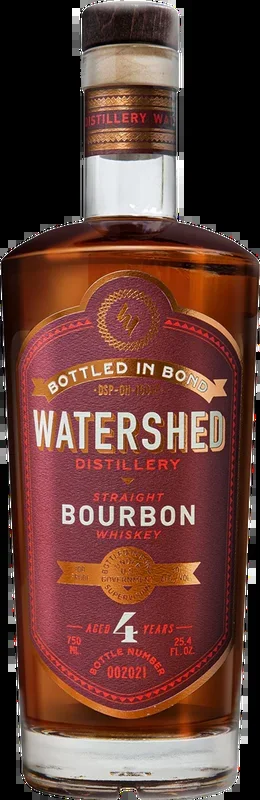 DISTILLERY WA
BOTTLED IN BOND
WATERSHED
DISTILLERY
STRAIGHT
BOURBON
WHISKEY
AGED 4 YEARS
750
ML
25.4
FL. OZ.
BOTTLE NUMBER
002021